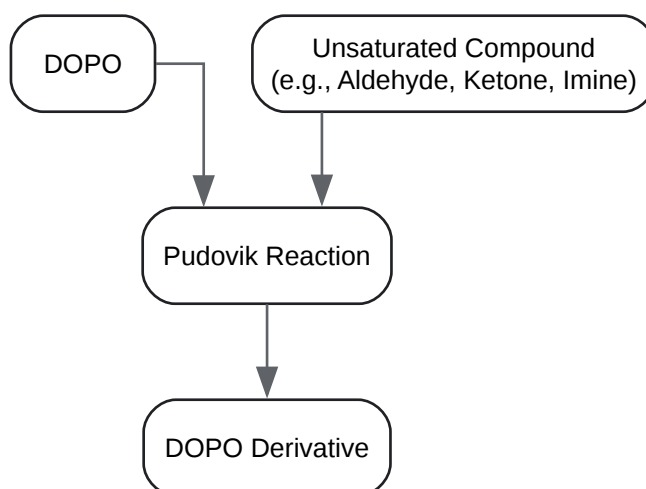 DOPO
Unsaturated Compound
(e.g., Aldehyde, Ketone, Imine)
Pudovik Reaction
DOPO Derivative